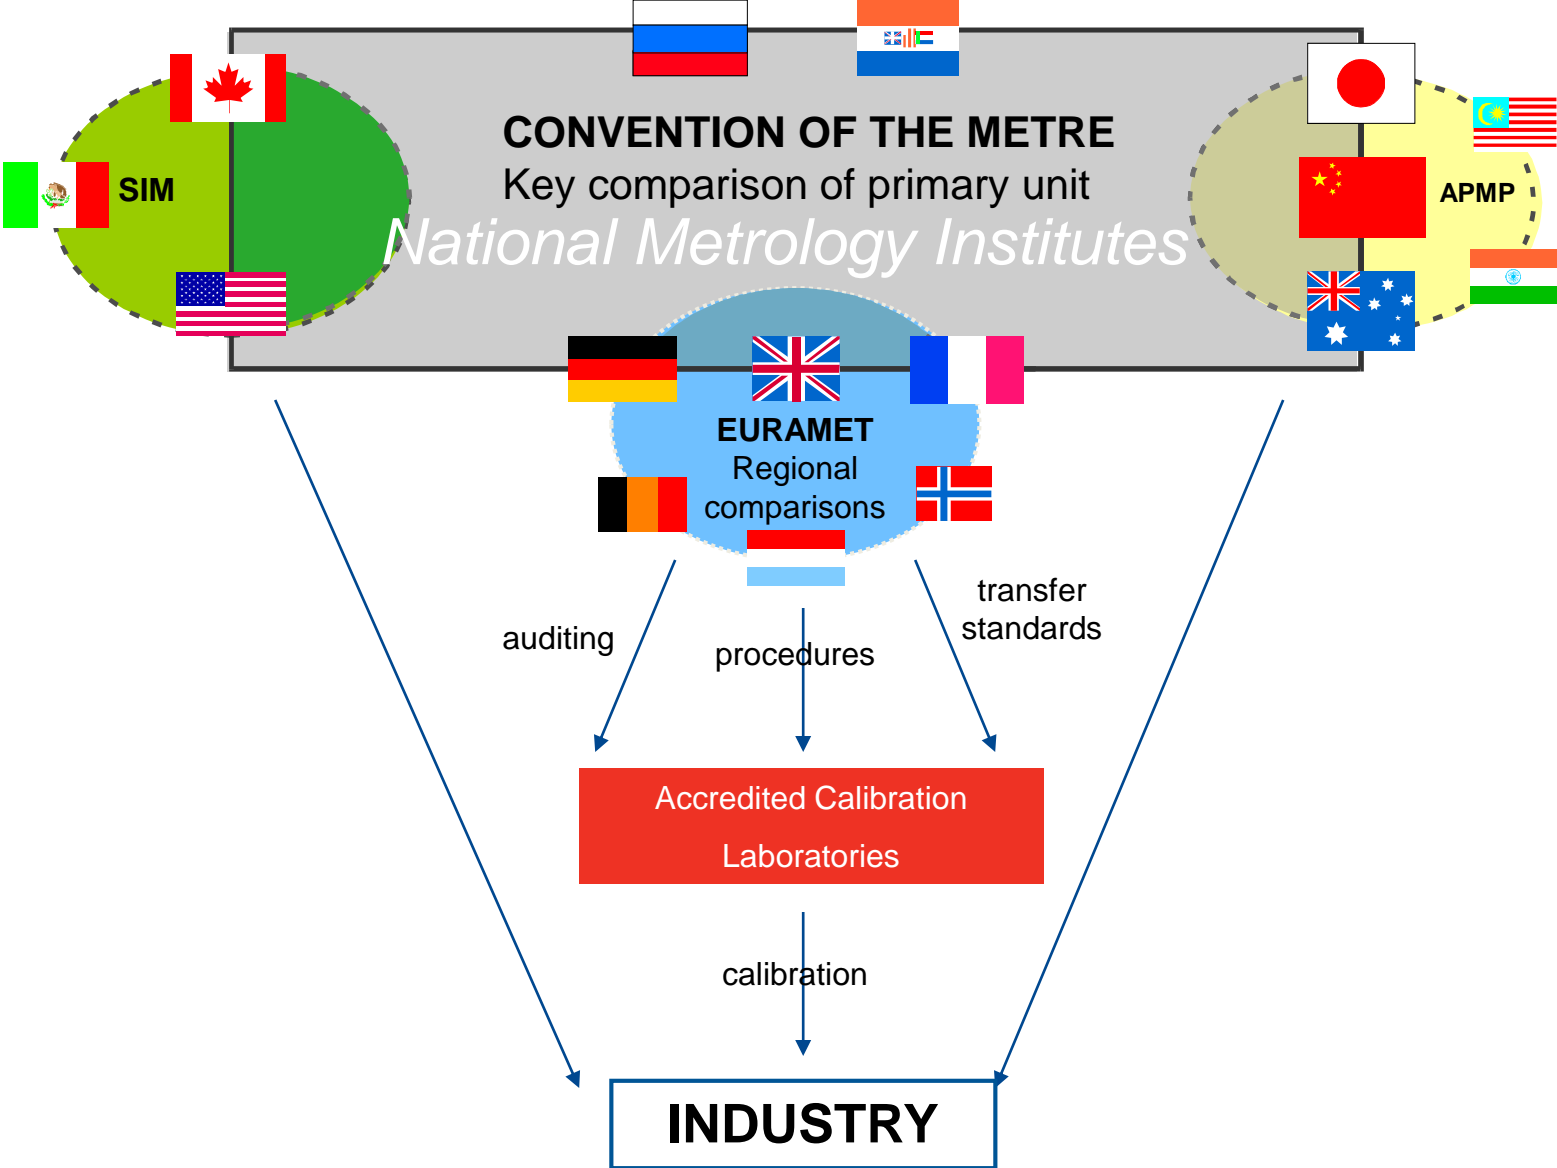 CONVENTION OF THE METRE
Key comparison of primary unit
National Metrology Institutes
SIM
APMP
EURAMET
Regional
comparisons
auditing
procedures
transfer
standards
Accredited Calibration
Laboratories
calibration
INDUSTRY